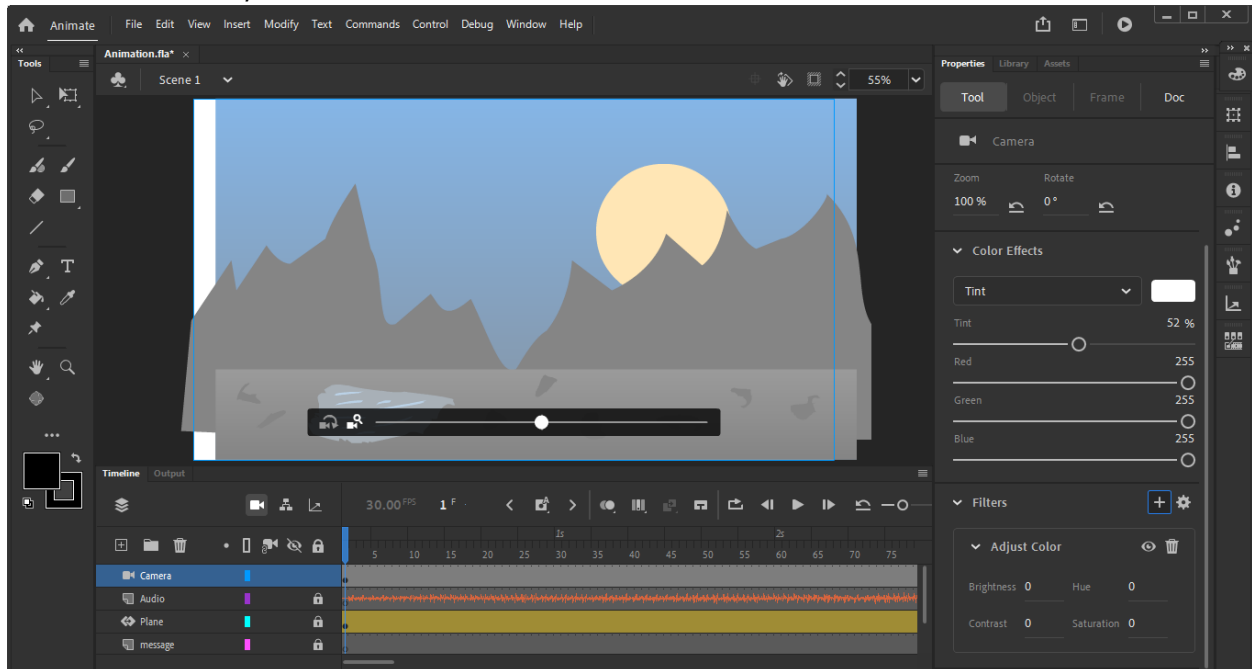 Animate File Edit View Insert Modify Text Commands Control Debug Window Help
Animation.fla* ×
Tools
Scene 1
55%
Properties Library Assets
Tool Object Frame Doc
Camera
Zoom Rotate
100 % 0°
Color Effects
Tint
Tint 52 %
Red 255
Green 255
Blue 255
Timeline Output
30.00 FPS 1 F
1s 2s
5 10 15 20 25 30 35 40 45 50 55 60 65 70 75
Camera
Audio
Plane
message
Filters
Adjust Color
Brightness 0 Hue 0
Contrast 0 Saturation 0